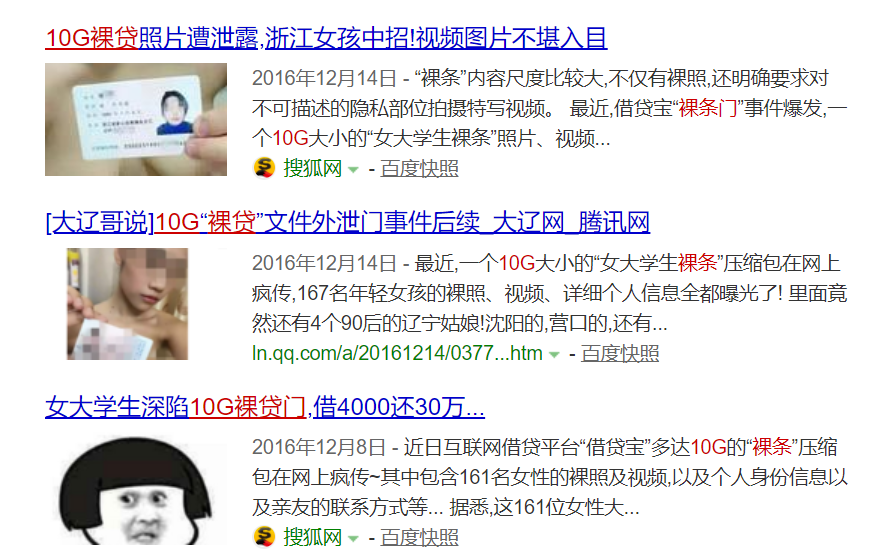 10G裸贷照片遭泄露,浙江女孩中招!视频图片不堪入目
2016年12月14日 - “裸条”内容尺度比较大,不仅有裸照,还明确要求对
不可描述的隐私部位拍摄特写视频。 最近,借贷宝“裸条门”事件爆发,一
个10G大小的“女大学生裸条”照片、视频...
搜狐网 - 百度快照
[大辽哥说]10G“裸贷”文件外泄门事件后续_大辽网_腾讯网
2016年12月14日 - 最近,一个10G大小的“女大学生裸条”压缩包在网上
疯传,167名年轻女孩的裸照、视频、详细个人信息全都曝光了! 里面竟
然还有4个90后的辽宁姑娘!沈阳的,营口的,还有...
ln.qq.com/a/20161214/0377...htm - 百度快照
女大学生深陷10G裸贷门,借4000还30万...
2016年12月8日 - 近日互联网借贷平台“借贷宝”多达10G的“裸条”压缩
包在网上疯传~其中包含161名女性的裸照及视频,以及个人身份信息以
及亲友的联系方式等... 据悉,这161位女性大...
搜狐网 - 百度快照